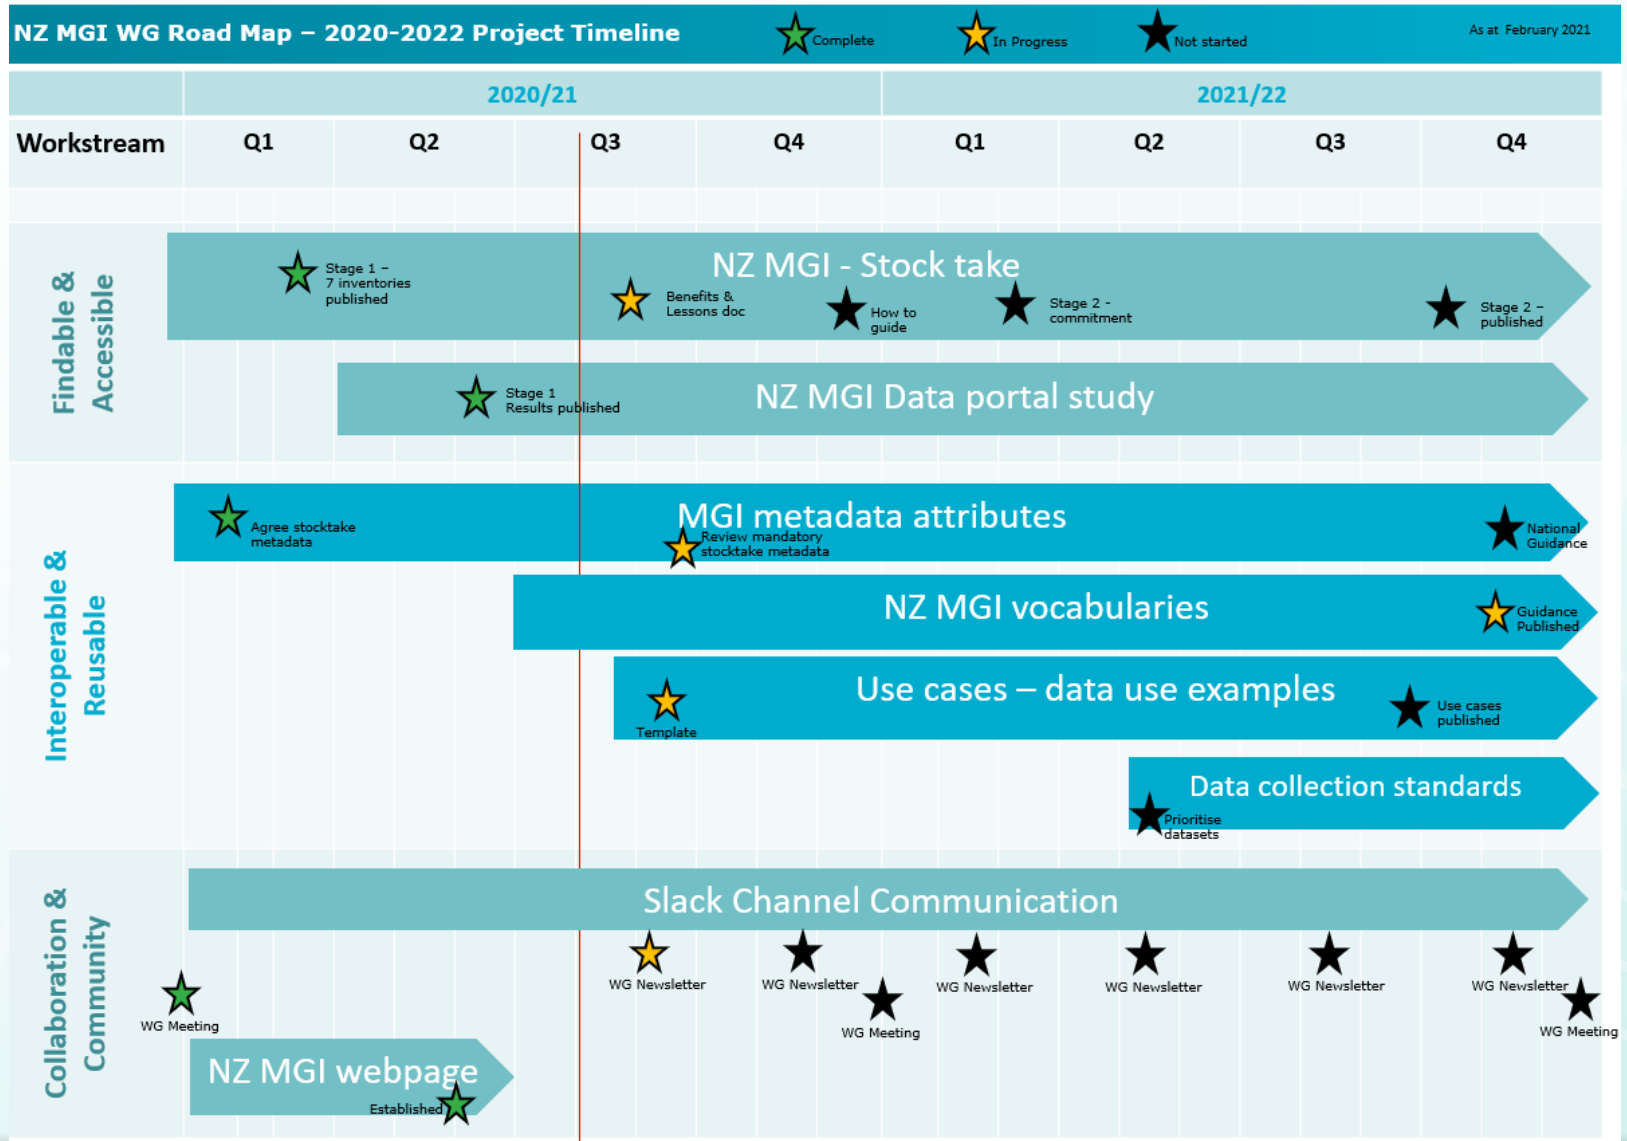 NZ MGI WG Road Map – 2020-2022 Project Timeline
Complete
In Progress
Not started
As at February 2021
2020/21
2021/22
Workstream
Q1
Q2
Q3
Q4
Q1
Q2
Q3
Q4
Findable &
Accessible
NZ MGI - Stock take
Stage 1 –
7 inventories
published
Benefits &
Lessons doc
How to
guide
Stage 2 -
commitment
Stage 2 –
published
NZ MGI Data portal study
Stage 1
Results published
Interoperable &
Reusable
MGI metadata attributes
Agree stocktake
metadata
Review mandatory
stocktake metadata
National
Guidance
NZ MGI vocabularies
Guidance
Published
Use cases – data use examples
Template
Use cases
published
Data collection standards
Prioritise
datasets
Collaboration &
Community
Slack Channel Communication
WG Newsletter
WG Newsletter
WG Newsletter
WG Newsletter
WG Newsletter
WG Newsletter
WG Meeting
WG Meeting
WG Meeting
NZ MGI webpage
Established